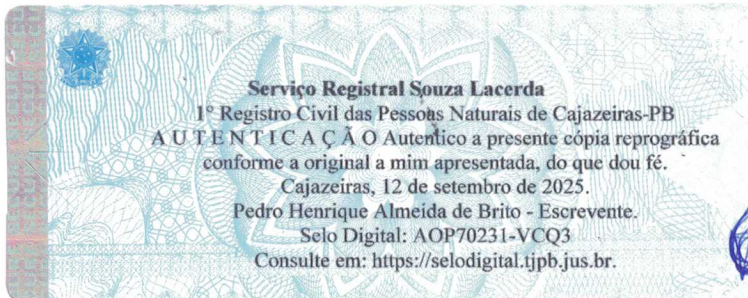 Serviço Registral Souza Lacerda
1º Registro Civil das Pessoas Naturais de Cajazeiras-PB
A U T E N T I C A Ç Ã O Autentico a presente cópia reprográfica
conforme a original a mim apresentada, do que dou fé.
Cajazeiras, 12 de setembro de 2025.
Pedro Henrique Almeida de Brito - Escrevente.
Selo Digital: AOP70231-VCQ3
Consulte em: https://selodigital.tjpb.jus.br.